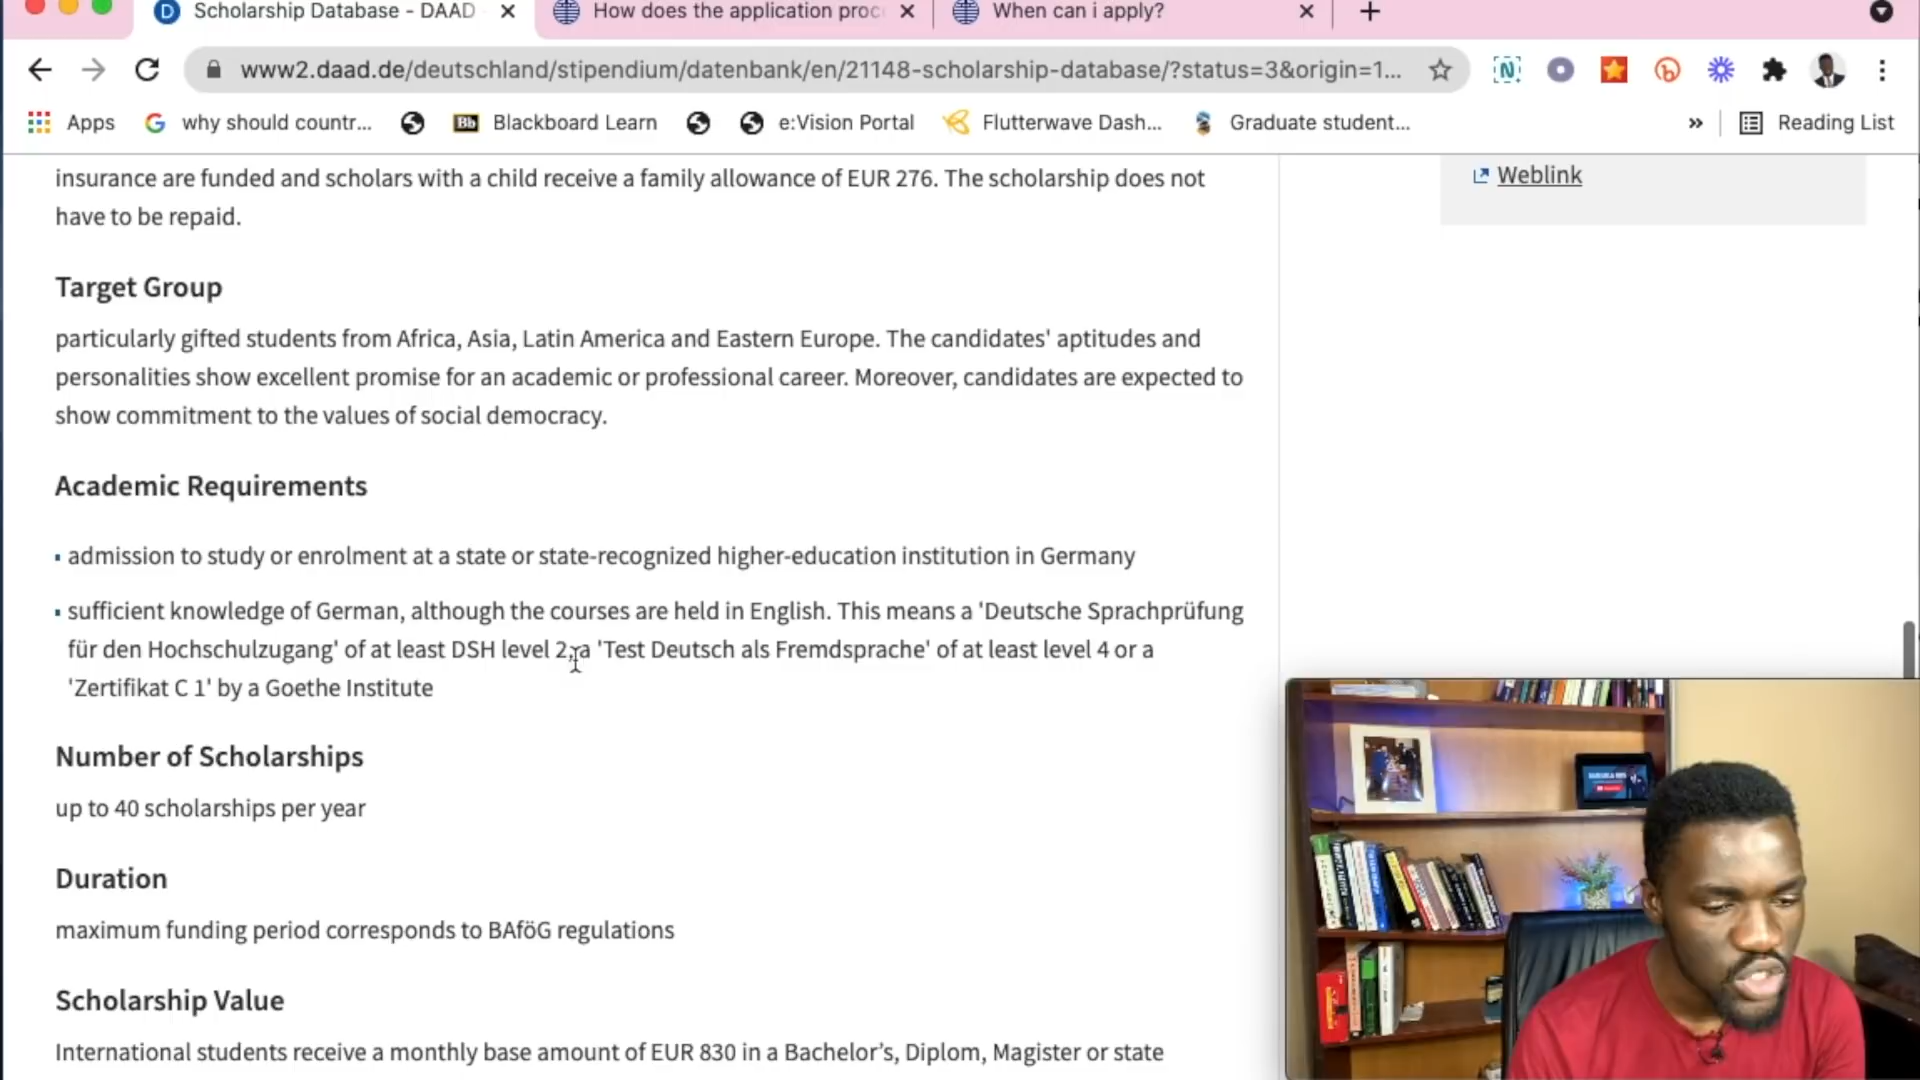 Scholarship Database - DAAD
How does the application proc
When can i apply?
www2.daad.de/deutschland/stipendium/datenbank/en/21148-scholarship-database/?status=3&origin=1...
Apps
why should countr...
Bb
Blackboard Learn
e:Vision Portal
Flutterwave Dash...
Graduate student...
»
Reading List
insurance are funded and scholars with a child receive a family allowance of EUR 276. The scholarship does not
have to be repaid.
Weblink
Target Group
particularly gifted students from Africa, Asia, Latin America and Eastern Europe. The candidates' aptitudes and
personalities show excellent promise for an academic or professional career. Moreover, candidates are expected to
show commitment to the values of social democracy.
Academic Requirements
▪ admission to study or enrolment at a state or state-recognized higher-education institution in Germany
▪ sufficient knowledge of German, although the courses are held in English. This means a 'Deutsche Sprachprüfung
für den Hochschulzugang' of at least DSH level 2, a 'Test Deutsch als Fremdsprache' of at least level 4 or a
'Zertifikat C 1' by a Goethe Institute
Number of Scholarships
up to 40 scholarships per year
Duration
maximum funding period corresponds to BAföG regulations
Scholarship Value
International students receive a monthly base amount of EUR 830 in a Bachelor's, Diplom, Magister or state